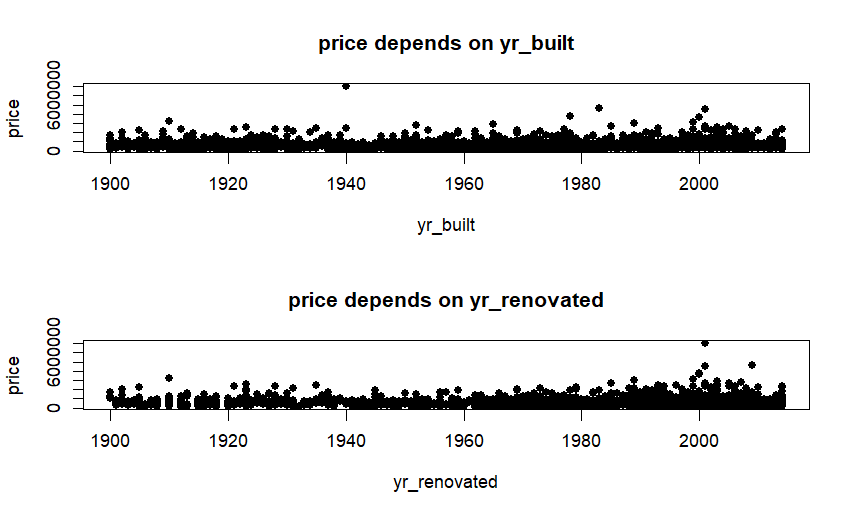 price depends on yr_built
price
6000000
0
1900 1920 1940 1960 1980 2000
yr_built
price depends on yr_renovated
price
6000000
0
1900 1920 1940 1960 1980 2000
yr_renovated